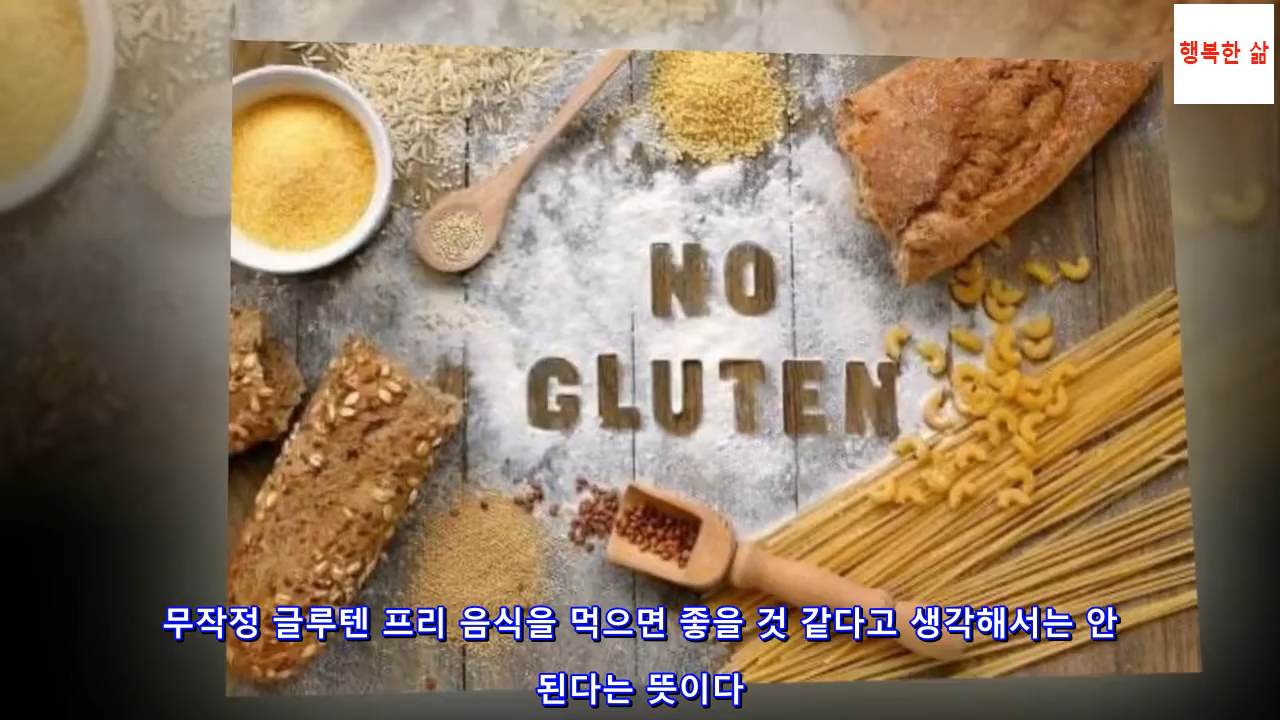 행복한 삶
NO
GLUTEN
무작정 글루텐 프리 음식을 먹으면 좋을 것 같다고 생각해서는 안
된다는 뜻이다